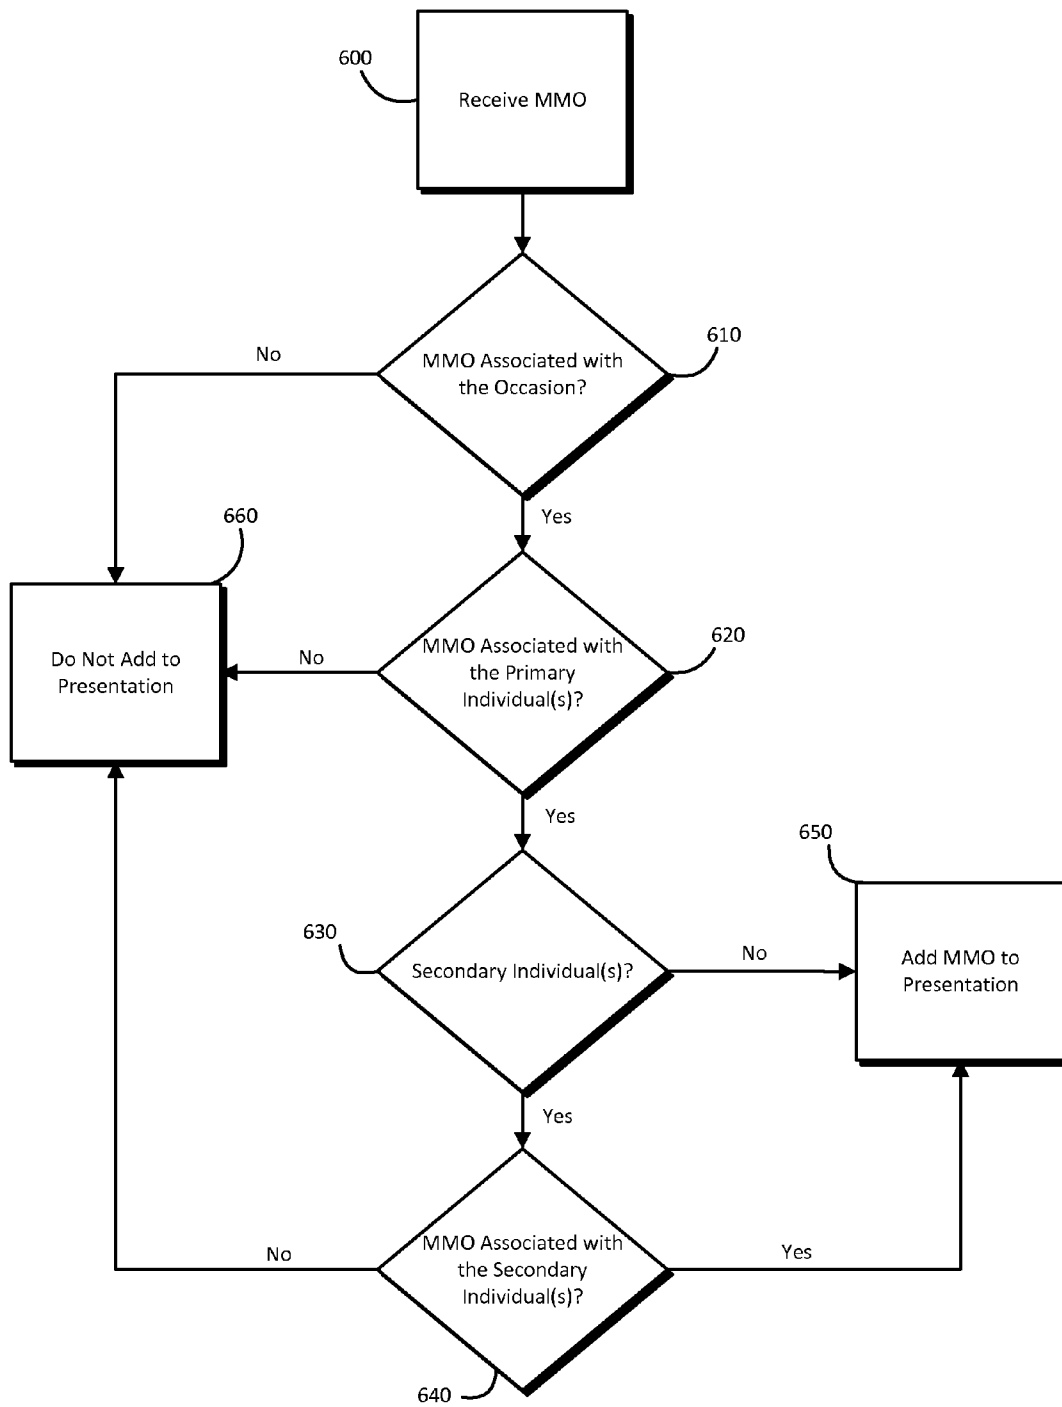 600
Receive MMO
610
MMO Associated with
the Occasion?
No
Yes
660
Do Not Add to
Presentation
620
MMO Associated with
the Primary
Individual(s)?
No
Yes
650
Add MMO to
Presentation
630
Secondary Individual(s)?
No
Yes
MMO Associated with
the Secondary
Individual(s)?
No
Yes
640